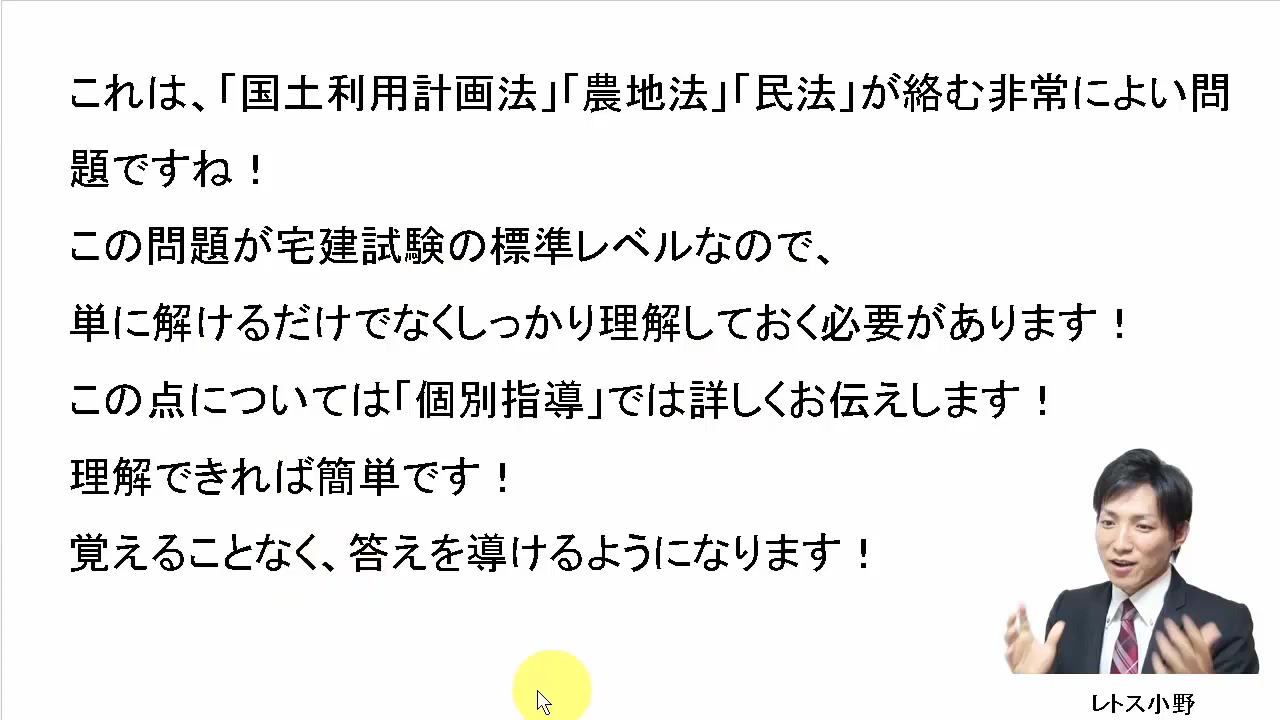 これは、「国土利用計画法」「農地法」「民法」が絡む非常によい問
題ですね！
この問題が宅建試験の標準レベルなので、
単に解けるだけでなくしっかり理解しておく必要があります！
この点については「個別指導」では詳しくお伝えします！
理解できれば簡単です！
覚えることなく、答えを導けるようになります！
レトス小野